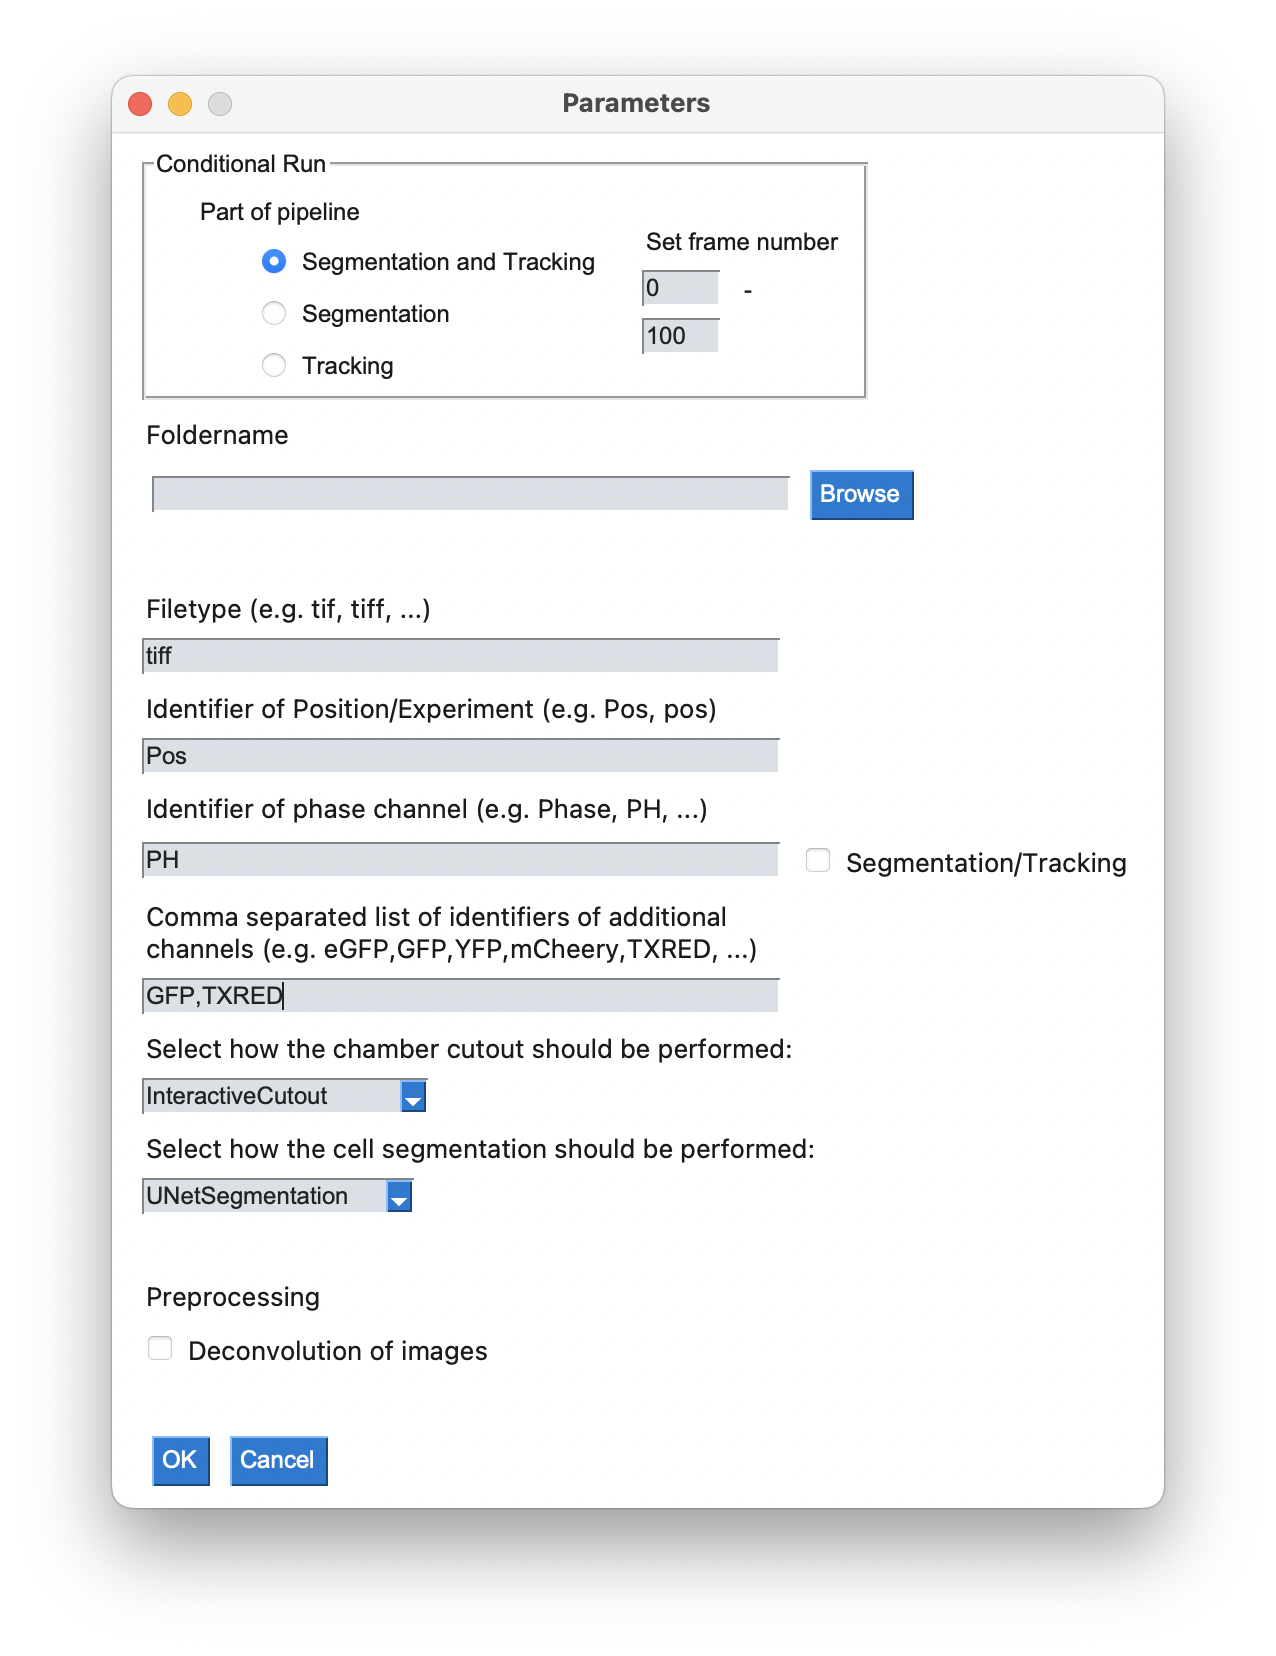 Parameters
Conditional Run
Part of pipeline
Segmentation and Tracking
Segmentation
Tracking
Set frame number
0 -
100
Foldername
Browse
Filetype (e.g. tif, tiff, ...)
tiff
Identifier of Position/Experiment (e.g. Pos, pos)
Pos
Identifier of phase channel (e.g. Phase, PH, ...)
PH
Segmentation/Tracking
Comma separated list of identifiers of additional
channels (e.g. eGFP,GFP,YFP,mCheery,TXRED, ...)
GFP,TXRED
Select how the chamber cutout should be performed:
InteractiveCutout
Select how the cell segmentation should be performed:
UNetSegmentation
Preprocessing
Deconvolution of images
OK Cancel